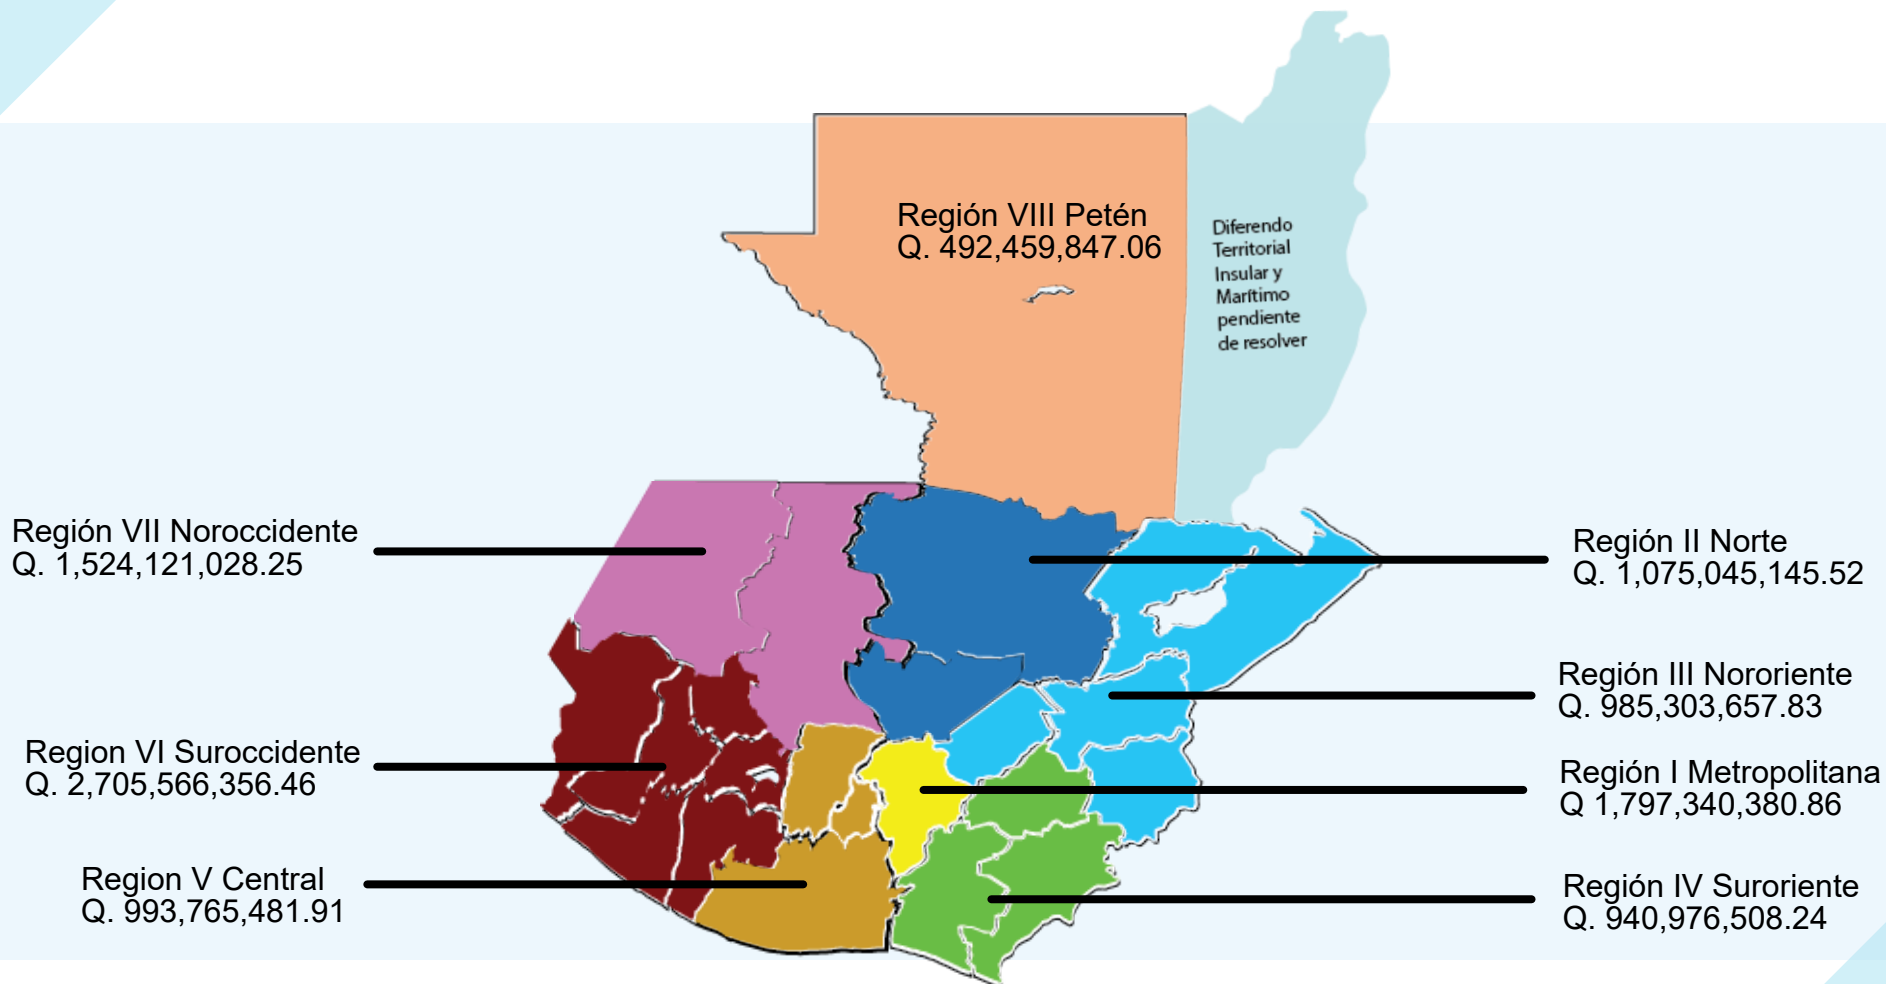 Región VIII Petén
Q. 492,459,847.06
Diferendo
Territorial
Insular y
Marítimo
pendiente
de resolver
Región VII Noroccidente
Q. 1,524,121,028.25
Región II Norte
Q. 1,075,045,145.52
Región III Nororiente
Q. 985,303,657.83
Region VI Suroccidente
Q. 2,705,566,356.46
Región I Metropolitana
Q 1,797,340,380.86
Region V Central
Q. 993,765,481.91
Región IV Suroriente
Q. 940,976,508.24